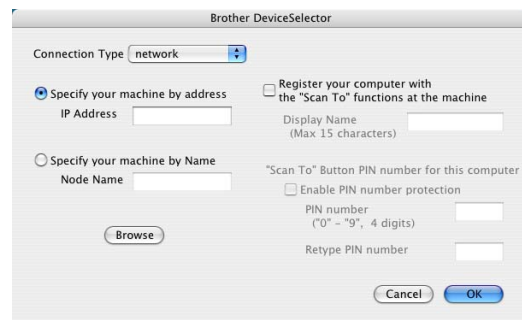 Brother DeviceSelector
Connection Type network
Specify your machine by address
IP Address
Specify your machine by Name
Node Name
Browse
Register your computer with
the "Scan To" functions at the machine
Display Name
(Max 15 characters)
"Scan To" Button PIN number for this computer
Enable PIN number protection
PIN number
("0" - "9", 4 digits)
Retype PIN number
Cancel OK